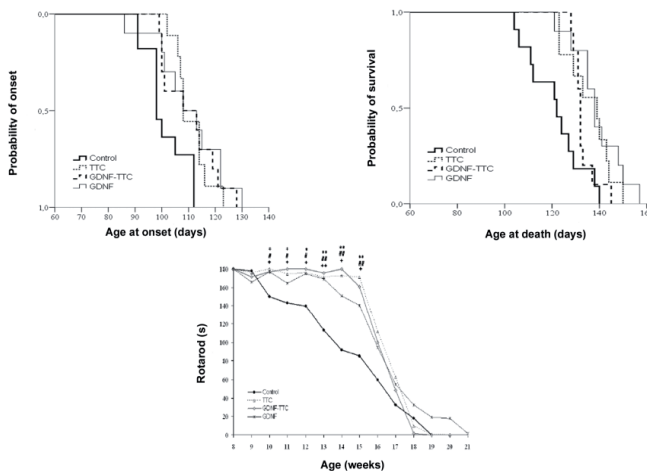 0,0
0,5
1,0
Probability of onset
Control
TTC
GDNF-TTC
GDNF
60 70 80 90 100 110 120 130 140
Age at onset (days)
1,0
0,5
0,0
Probability of survival
Control
TTC
GDNF-TTC
GDNF
60 80 100 120 140 160
Age at death (days)
180
160
140
120
100
80
60
40
20
0
Rotarod (s)
Control
TTC
GDNF-TTC
GDNF
8 9 10 11 12 13 14 15 16 17 18 19 20 21
Age (weeks)